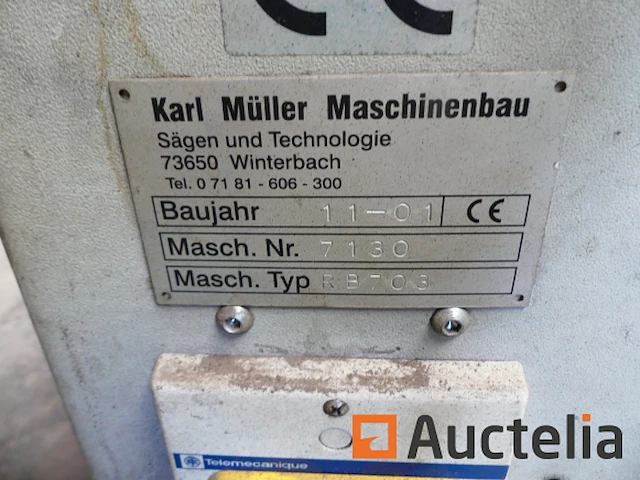 CE
Karl Müller Maschinenbau
Sägen und Technologie
73650 Winterbach
Tel. 0 71 81 - 606 - 300
Baujahr 11-01 CE
Masch. Nr. 7130
Masch. Typ RB703
Telemecanique
Auctelia